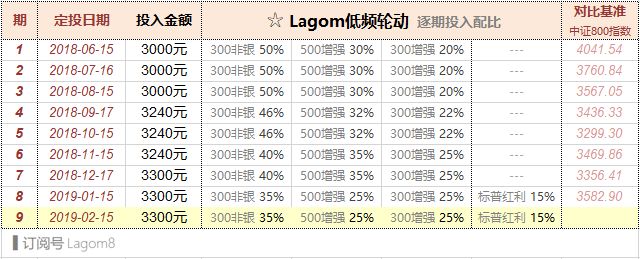 期 定投日期 投入金额 ☆ Lagom低频轮动 逐期投入配比 对比基准
中证800指数
1 2018-06-15 3000元 300非银 50% 500增强 30% 300增强 20% --- 4041.54
2 2018-07-16 3000元 300非银 50% 500增强 30% 300增强 20% --- 3760.84
3 2018-08-15 3000元 300非银 50% 500增强 30% 300增强 20% --- 3567.05
4 2018-09-17 3240元 300非银 46% 500增强 32% 300增强 22% --- 3436.33
5 2018-10-15 3240元 300非银 46% 500增强 32% 300增强 22% --- 3299.30
6 2018-11-15 3240元 300非银 40% 500增强 35% 300增强 25% --- 3469.86
7 2018-12-17 3300元 300非银 40% 500增强 35% 300增强 25% --- 3356.41
8 2019-01-15 3300元 300非银 35% 500增强 25% 300增强 25% 标普红利 15% 3582.90
9 2019-02-15 3300元 300非银 35% 500增强 25% 300增强 25% 标普红利 15%
订阅号 Lagom8